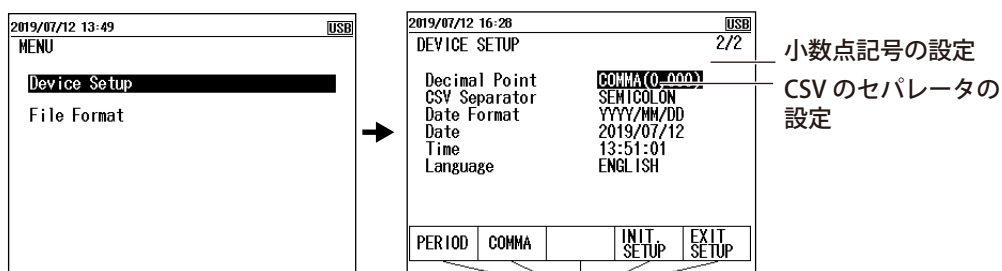 2019/07/12 13:49 USB
MENU
Device Setup
File Format
2019/07/12 16:28 USB
DEVICE SETUP 2/2
Decimal Point COMMA(0,000)
CSV Separator SEMICOLON
Date Format YYYY/MM/DD
Date 2019/07/12
Time 13:51:01
Language ENGLISH
PERIOD COMMA INIT. SETUP EXIT SETUP
小数点記号の設定
CSV のセパレータの
設定